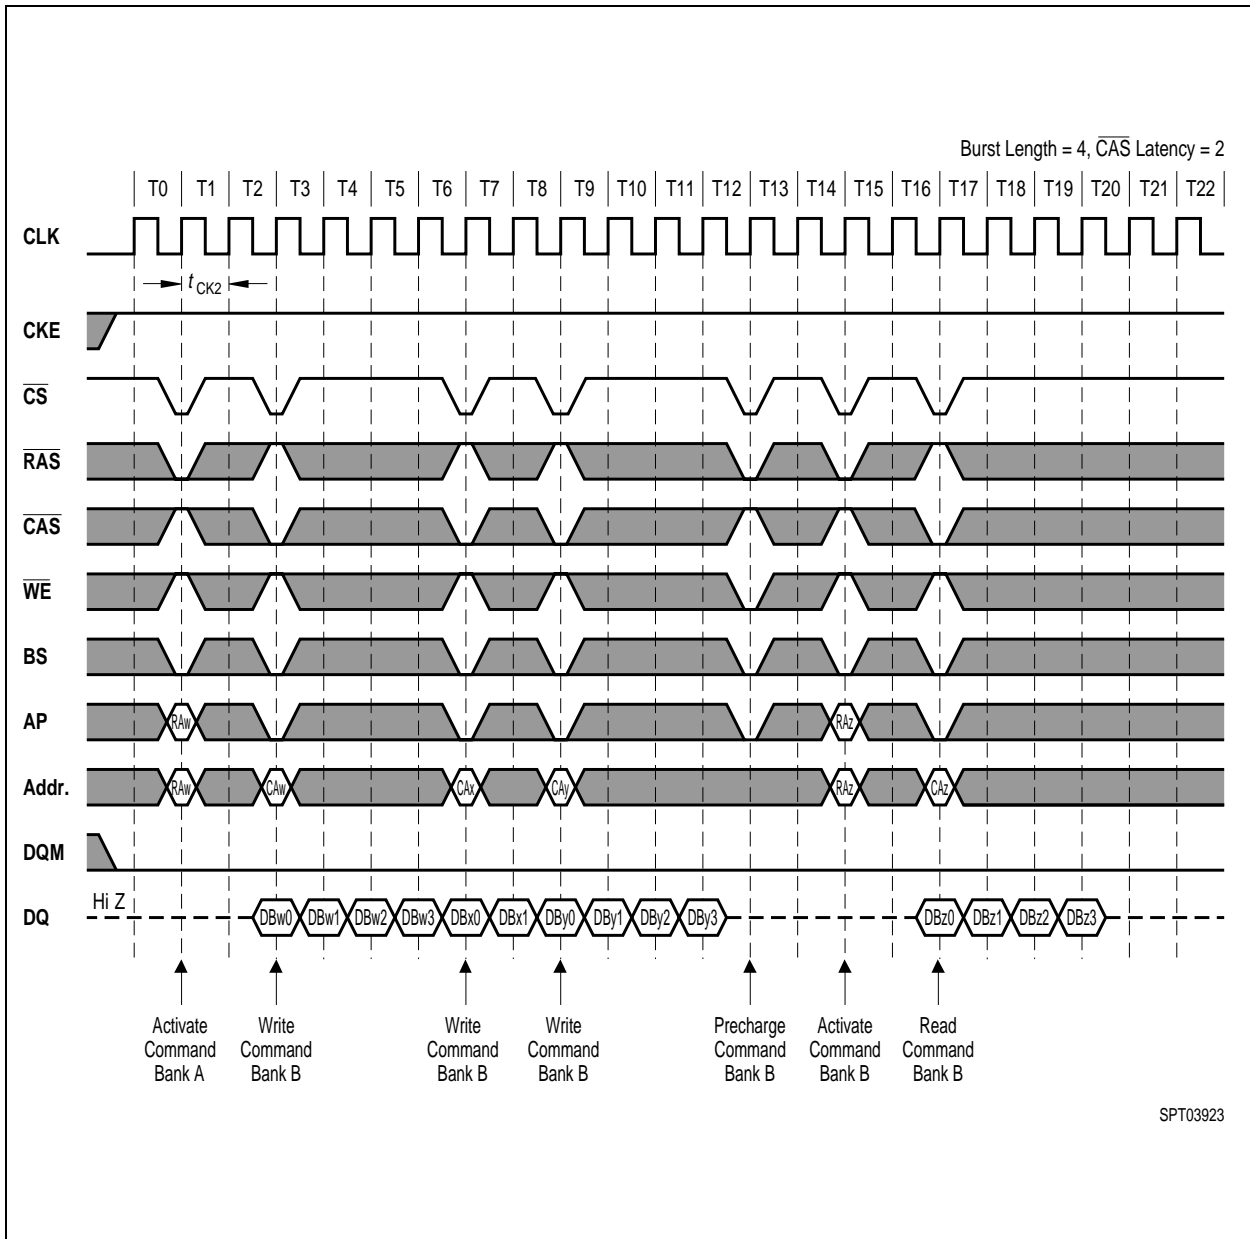 Burst Length = 4, CAS Latency = 2
T0 T1 T2 T3 T4 T5 T6 T7 T8 T9 T10 T11 T12 T13 T14 T15 T16 T17 T18 T19 T20 T21 T22
CLK
t CK2
CKE
CS
RAS
CAS
WE
BS
AP RAw RAz
Addr. RAw CAw CAx CAy RAz CAz
DQM
Hi Z
DQ DBw0 DBw1 DBw2 DBw3 DBx0 DBx1 DBy0 DBy1 DBy2 DBy3 DBz0 DBz1 DBz2 DBz3
Activate Write Write Write Precharge Activate Read
Command Command Command Command Command Command Command
Bank A Bank B Bank B Bank B Bank B Bank B Bank B
SPT03923